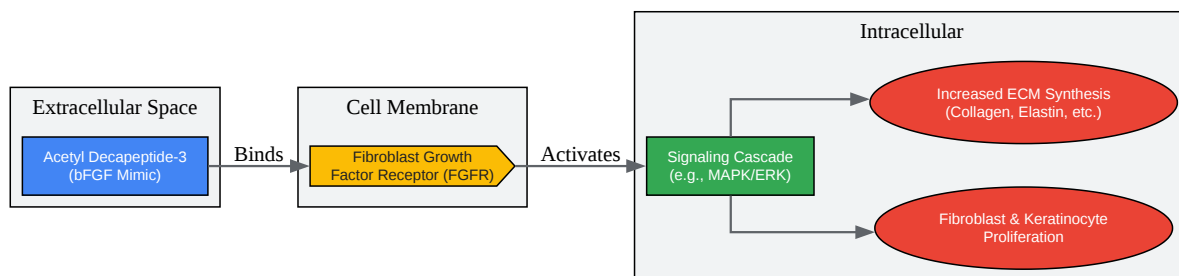 Extracellular Space
Acetyl Decapeptide-3
(bFGF Mimic)
Binds
Cell Membrane
Fibroblast Growth
Factor Receptor (FGFR)
Activates
Intracellular
Signaling Cascade
(e.g., MAPK/ERK)
Increased ECM Synthesis
(Collagen, Elastin, etc.)
Fibroblast & Keratinocyte
Proliferation